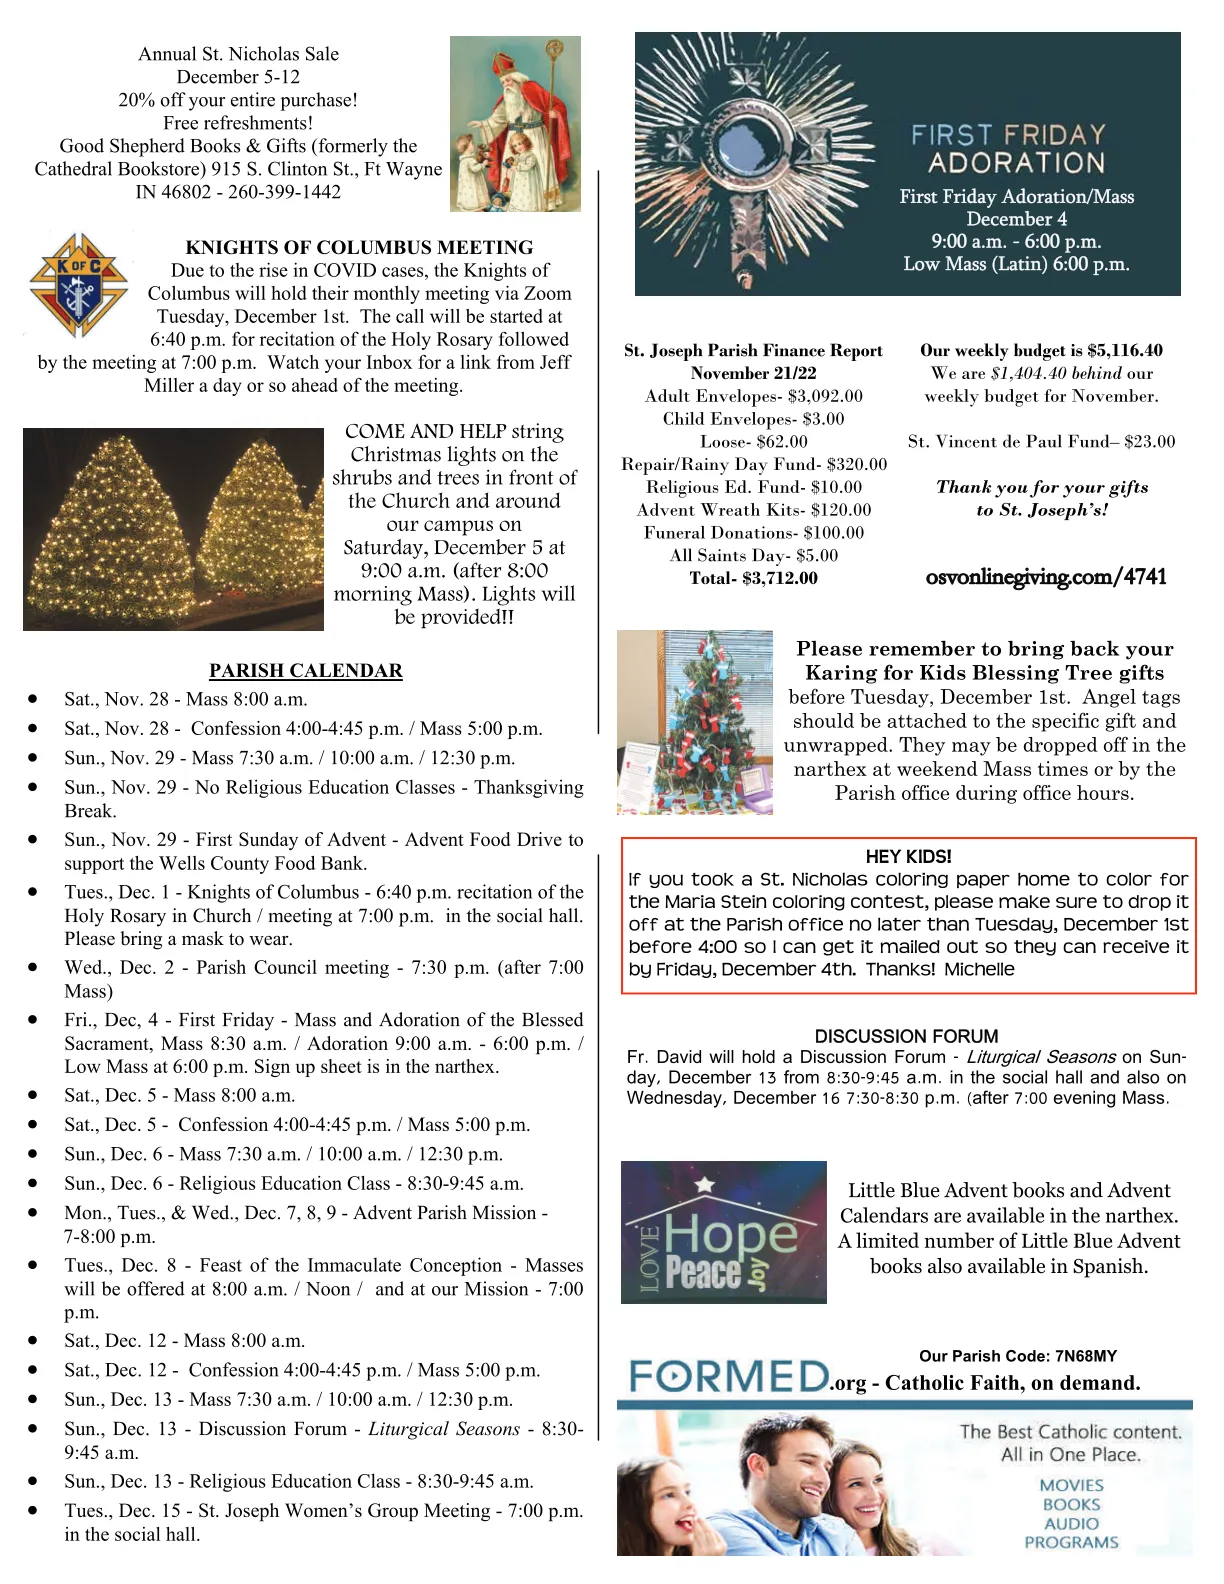 Annual St. Nicholas Sale
December 5-12
20% off your entire purchase!
Free refreshments!
Good Shepherd Books & Gifts (formerly the
Cathedral Bookstore) 915 S. Clinton St., Ft Wayne
IN 46802 - 260-399-1442
K OF C
KNIGHTS OF COLUMBUS MEETING
Due to the rise in COVID cases, the Knights of
Columbus will hold their monthly meeting via Zoom
Tuesday, December 1st.  The call will be started at
6:40 p.m. for recitation of the Holy Rosary followed
by the meeting at 7:00 p.m.  Watch your Inbox for a link from Jeff
Miller a day or so ahead of the meeting.
COME AND HELP string
Christmas lights on the
shrubs and trees in front of
the Church and around
our campus on
Saturday, December 5 at
9:00 a.m. (after 8:00
morning Mass). Lights will
be provided!!
PARISH CALENDAR
• Sat., Nov. 28 - Mass 8:00 a.m.
• Sat., Nov. 28 -  Confession 4:00-4:45 p.m. / Mass 5:00 p.m.
• Sun., Nov. 29 - Mass 7:30 a.m. / 10:00 a.m. / 12:30 p.m.
• Sun., Nov. 29 - No Religious Education Classes - Thanksgiving
Break.
• Sun., Nov. 29 - First Sunday of Advent - Advent Food Drive to
support the Wells County Food Bank.
• Tues., Dec. 1 - Knights of Columbus - 6:40 p.m. recitation of the
Holy Rosary in Church / meeting at 7:00 p.m.  in the social hall.
Please bring a mask to wear.
• Wed., Dec. 2 - Parish Council meeting - 7:30 p.m. (after 7:00
Mass)
• Fri., Dec, 4 - First Friday - Mass and Adoration of the Blessed
Sacrament, Mass 8:30 a.m. / Adoration 9:00 a.m. - 6:00 p.m. /
Low Mass at 6:00 p.m. Sign up sheet is in the narthex.
• Sat., Dec. 5 - Mass 8:00 a.m.
• Sat., Dec. 5 -  Confession 4:00-4:45 p.m. / Mass 5:00 p.m.
• Sun., Dec. 6 - Mass 7:30 a.m. / 10:00 a.m. / 12:30 p.m.
• Sun., Dec. 6 - Religious Education Class - 8:30-9:45 a.m.
• Mon., Tues., & Wed., Dec. 7, 8, 9 - Advent Parish Mission -
7-8:00 p.m.
• Tues., Dec. 8 - Feast of the Immaculate Conception - Masses
will be offered at 8:00 a.m. / Noon /  and at our Mission - 7:00
p.m.
• Sat., Dec. 12 - Mass 8:00 a.m.
• Sat., Dec. 12 -  Confession 4:00-4:45 p.m. / Mass 5:00 p.m.
• Sun., Dec. 13 - Mass 7:30 a.m. / 10:00 a.m. / 12:30 p.m.
• Sun., Dec. 13 - Discussion Forum - Liturgical Seasons - 8:30-
9:45 a.m.
• Sun., Dec. 13 - Religious Education Class - 8:30-9:45 a.m.
• Tues., Dec. 15 - St. Joseph Women's Group Meeting - 7:00 p.m.
in the social hall.
FIRST FRIDAY
ADORATION
First Friday Adoration/Mass
December 4
9:00 a.m. - 6:00 p.m.
Low Mass (Latin) 6:00 p.m.
St. Joseph Parish Finance Report
November 21/22
Adult Envelopes- $3,092.00
Child Envelopes- $3.00
Loose- $62.00
Repair/Rainy Day Fund- $320.00
Religious Ed. Fund- $10.00
Advent Wreath Kits- $120.00
Funeral Donations- $100.00
All Saints Day- $5.00
Total- $3,712.00
Our weekly budget is $5,116.40
We are $1,404.40 behind our
weekly budget for November.
St. Vincent de Paul Fund– $23.00
Thank you for your gifts
to St. Joseph's!
osvonlinegiving.com/4741
Please remember to bring back your
Karing for Kids Blessing Tree gifts
before Tuesday, December 1st.  Angel tags
should be attached to the specific gift and
unwrapped. They may be dropped off in the
narthex at weekend Mass times or by the
Parish office during office hours.
HEY KIDS!
If you took a St. Nicholas coloring paper home to color for
the Maria Stein coloring contest, please make sure to drop it
off at the Parish office no later than Tuesday, December 1st
before 4:00 so I can get it mailed out so they can receive it
by Friday, December 4th.  Thanks!  Michelle
DISCUSSION FORUM
Fr. David will hold a Discussion Forum - Liturgical Seasons on Sun-
day, December 13 from 8:30-9:45 a.m. in the social hall and also on
Wednesday, December 16 7:30-8:30 p.m. (after 7:00 evening Mass.
LOVE
Hope
Peace
Joy
Little Blue Advent books and Advent
Calendars are available in the narthex.
A limited number of Little Blue Advent
books also available in Spanish.
Our Parish Code: 7N68MY
FORMED.org - Catholic Faith, on demand.
The Best Catholic content.
All in One Place.
MOVIES
BOOKS
AUDIO
PROGRAMS